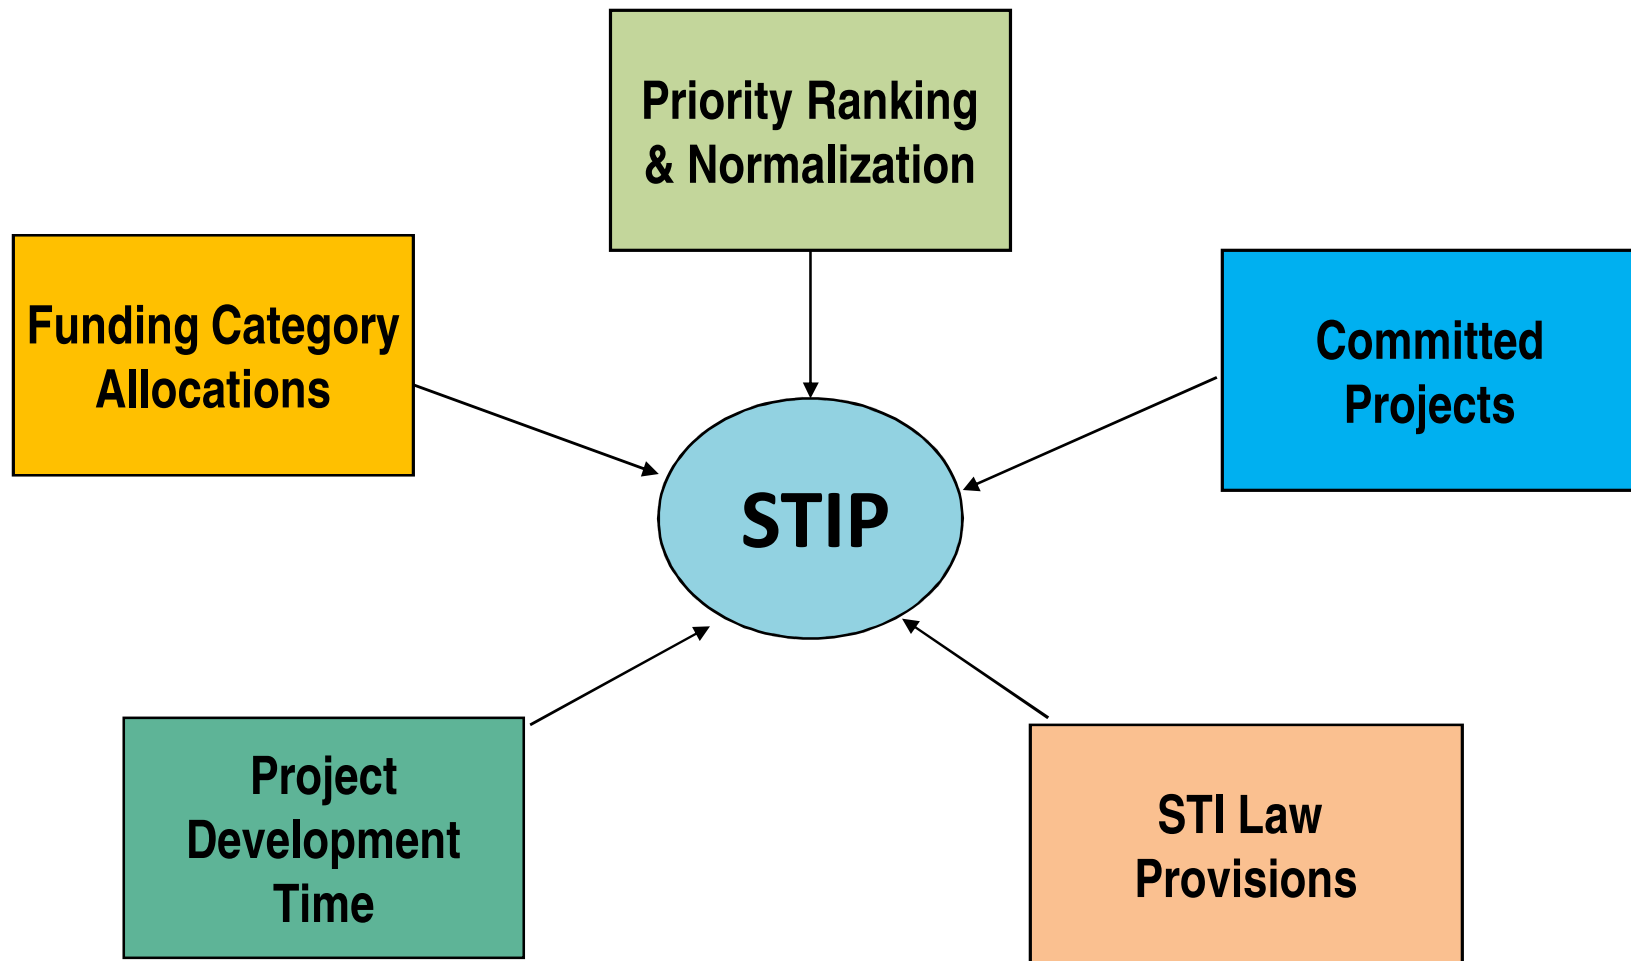 Priority Ranking
& Normalization
Funding Category
Allocations
Committed
Projects
STIP
Project
Development
Time
STI Law
Provisions